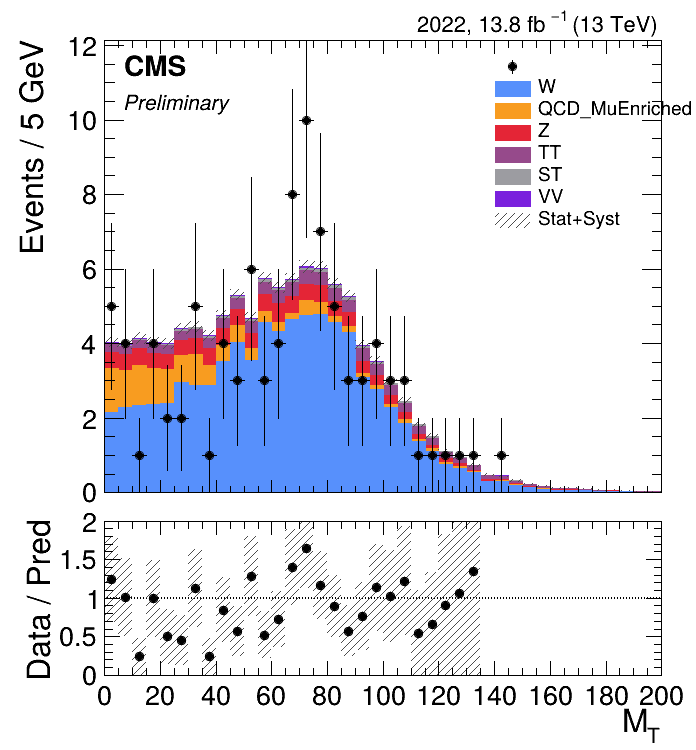 2022, 13.8 fb⁻¹ (13 TeV)
CMS
Preliminary
W
QCD_MuEnriched
Z
TT
ST
VV
Stat+Syst
Events / 5 GeV
12
10
8
6
4
2
0
Data / Pred
2
1.5
1
0.5
0
0 20 40 60 80 100 120 140 160 180 200
M_T